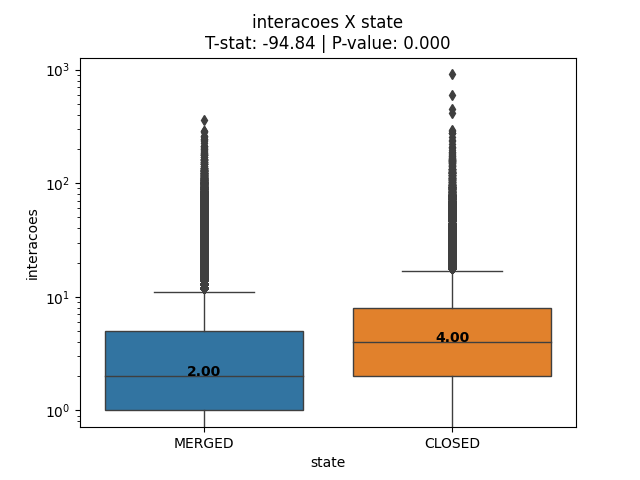 interacoes X state
T-stat: -94.84 | P-value: 0.000
interacoes
10³
10²
10¹
10⁰
2.00
4.00
MERGED
CLOSED
state